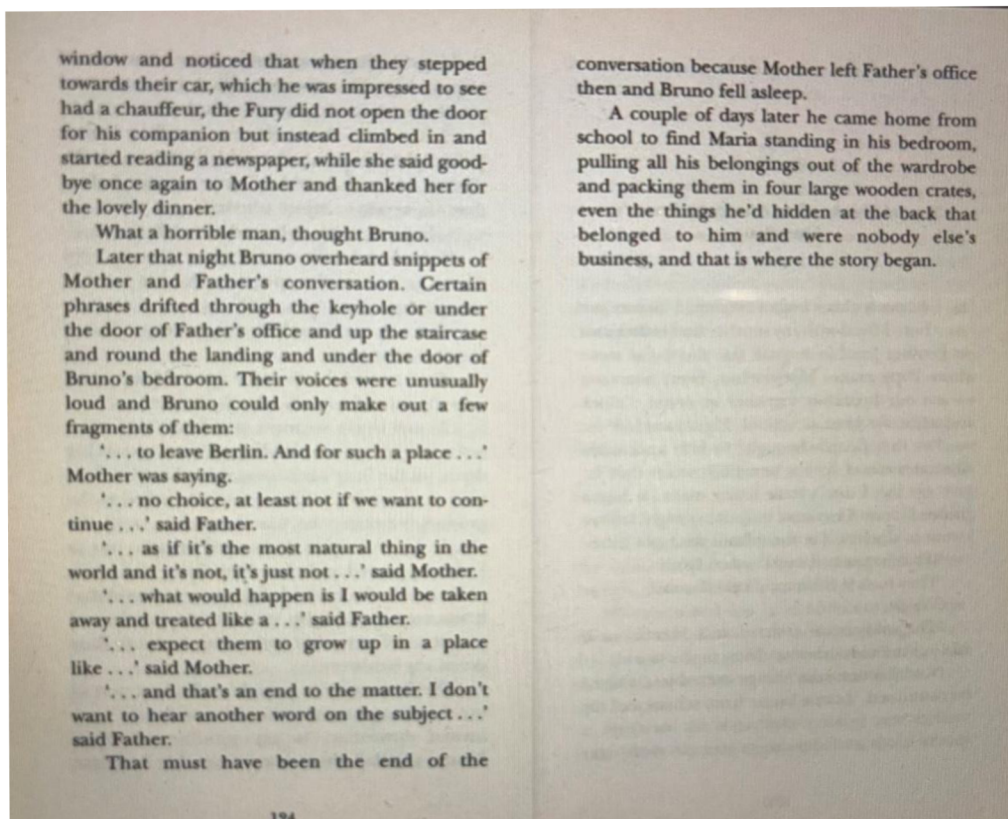 window and noticed that when they stepped
towards their car, which he was impressed to see
had a chauffeur, the Fury did not open the door
for his companion but instead climbed in and
started reading a newspaper, while she said good-
bye once again to Mother and thanked her for
the lovely dinner.
What a horrible man, thought Bruno.
Later that night Bruno overheard snippets of
Mother and Father's conversation. Certain
phrases drifted through the keyhole or under
the door of Father's office and up the staircase
and round the landing and under the door of
Bruno's bedroom. Their voices were unusually
loud and Bruno could only make out a few
fragments of them:
'. . . to leave Berlin. And for such a place . . .'
Mother was saying.
'. . . no choice, at least not if we want to con-
tinue . . .' said Father.
'. . . as if it's the most natural thing in the
world and it's not, it's just not . . .' said Mother.
'. . . what would happen is I would be taken
away and treated like a . . .' said Father.
'. . . expect them to grow up in a place
like . . .' said Mother.
'. . . and that's an end to the matter. I don't
want to hear another word on the subject . . .'
said Father.
That must have been the end of the
194
conversation because Mother left Father's office
then and Bruno fell asleep.
A couple of days later he came home from
school to find Maria standing in his bedroom,
pulling all his belongings out of the wardrobe
and packing them in four large wooden crates,
even the things he'd hidden at the back that
belonged to him and were nobody else's
business, and that is where the story began.